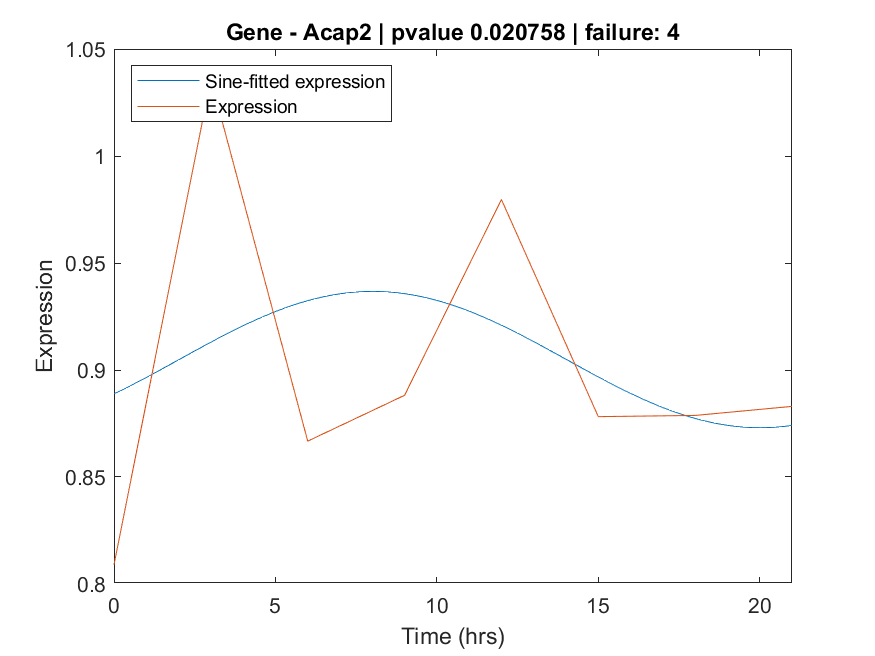 Gene - Acap2 | pvalue 0.020758 | failure: 4
1.05
1
0.95
0.9
0.85
0.8
Expression
Sine-fitted expression
Expression
0 5 10 15 20
Time (hrs)